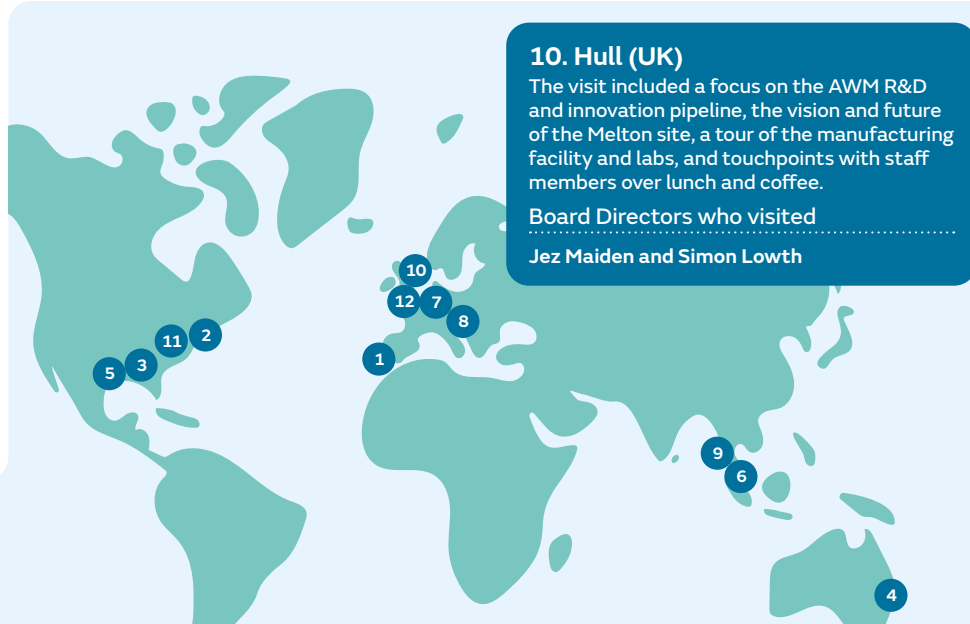 10. Hull (UK)
The visit included a focus on the AWM R&D
and innovation pipeline, the vision and future
of the Melton site, a tour of the manufacturing
facility and labs, and touchpoints with staff
members over lunch and coffee.
Board Directors who visited
Jez Maiden and Simon Lowth
10
12
7
8
11
2
1
5
3
9
6
4